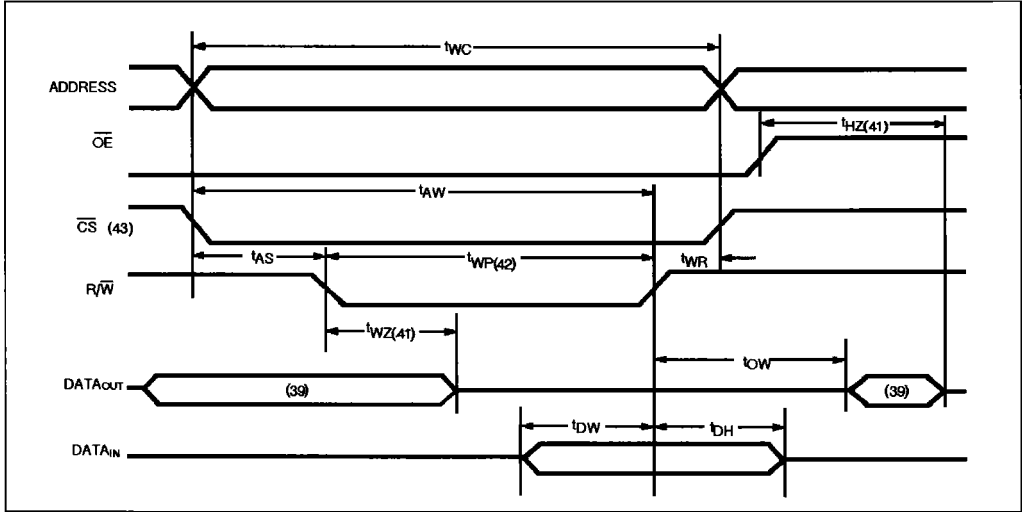 tWC
ADDRESS
tHZ(41)
OE
tAW
CS (43)
tAS
tWP(42)
tWR
R/W
tWZ(41)
tOW
DATAOUT
(39)
(39)
tDW
tDH
DATAIN